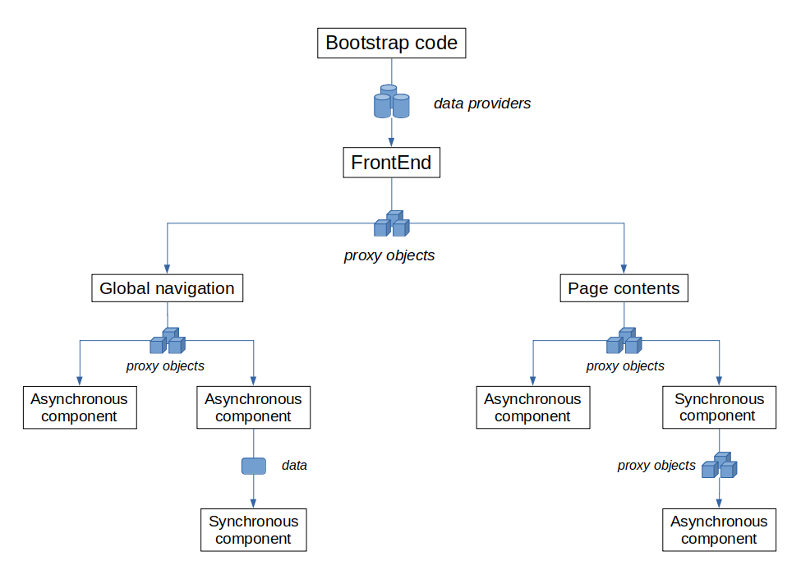 Bootstrap code
data providers
FrontEnd
proxy objects
Global navigation
Page contents
proxy objects
proxy objects
Asynchronous
component
Asynchronous
component
Asynchronous
component
Synchronous
component
data
proxy objects
Synchronous
component
Asynchronous
component